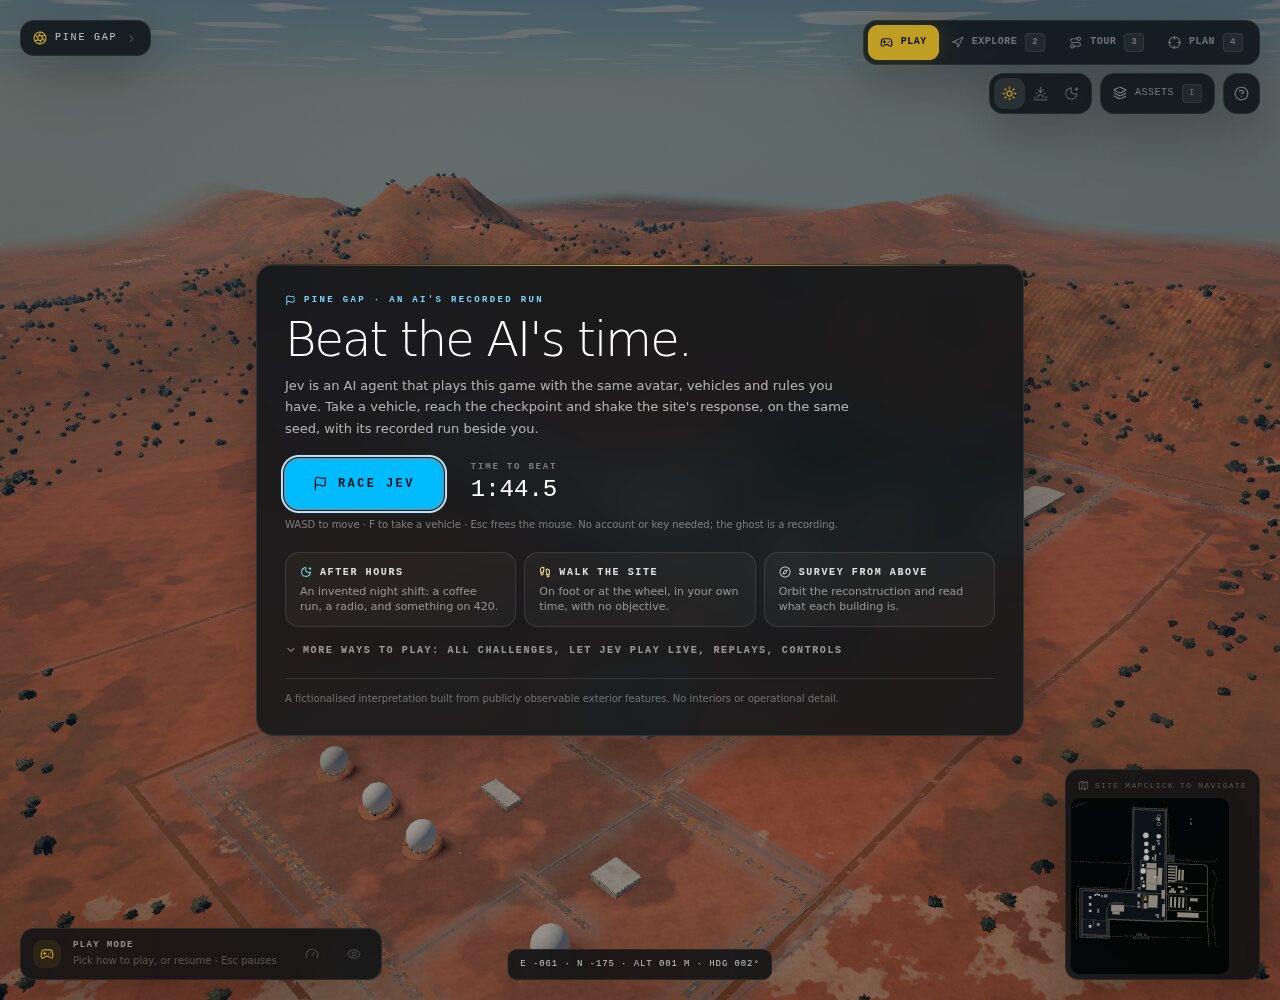 PINE GAP
PLAY
EXPLORE 2
TOUR 3
PLAN 4
ASSETS I
PINE GAP · AN AI'S RECORDED RUN
Beat the AI's time.
Jev is an AI agent that plays this game with the same avatar, vehicles and rules you
have. Take a vehicle, reach the checkpoint and shake the site's response, on the same
seed, with its recorded run beside you.
RACE JEV
TIME TO BEAT
1:44.5
WASD to move · F to take a vehicle · Esc frees the mouse. No account or key needed; the ghost is a recording.
AFTER HOURS
An invented night shift: a coffee
run, a radio, and something on 420.
WALK THE SITE
On foot or at the wheel, in your own
time, with no objective.
SURVEY FROM ABOVE
Orbit the reconstruction and read
what each building is.
MORE WAYS TO PLAY: ALL CHALLENGES, LET JEV PLAY LIVE, REPLAYS, CONTROLS
A fictionalised interpretation built from publicly observable exterior features. No interiors or operational detail.
SITE MAPCLICK TO NAVIGATE
PLAY MODE
Pick how to play, or resume · Esc pauses
E -061 · N -175 · ALT 001 M · HDG 002°